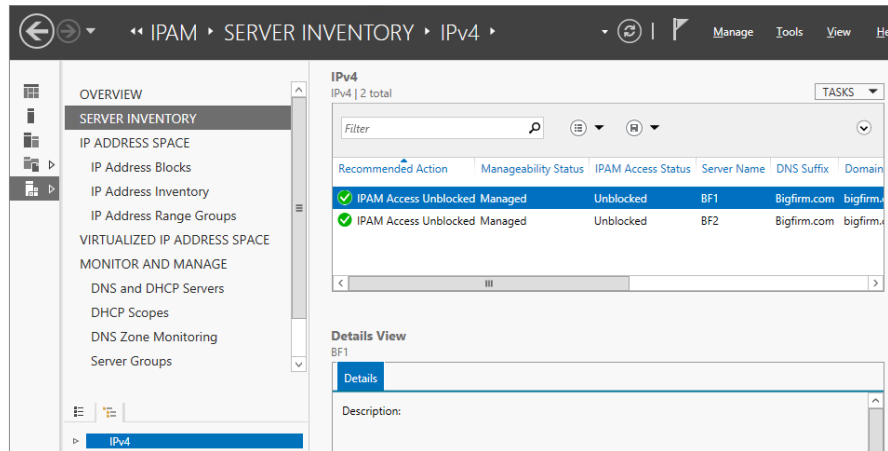 IPAM SERVER INVENTORY IPv4 Manage Tools View
OVERVIEW
SERVER INVENTORY
IP ADDRESS SPACE
IP Address Blocks
IP Address Inventory
IP Address Range Groups
VIRTUALIZED IP ADDRESS SPACE
MONITOR AND MANAGE
DNS and DHCP Servers
DHCP Scopes
DNS Zone Monitoring
Server Groups
IPv4
IPv4
IPv4 | 2 total
TASKS
Filter
Recommended Action Manageability Status IPAM Access Status Server Name DNS Suffix Domain
IPAM Access Unblocked Managed Unblocked BF1 Bigfirm.com bigfirm.
IPAM Access Unblocked Managed Unblocked BF2 Bigfirm.com bigfirm.
Details View
BF1
Details
Description: